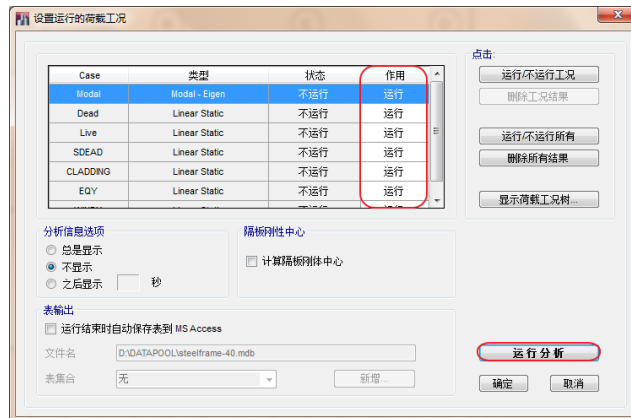 设置运行的荷载工况
点击:
Case 类型 状态 作用
Modal Modal - Eigen 不运行 运行
Dead Linear Static 不运行 运行
Live Linear Static 不运行 运行
SDEAD Linear Static 不运行 运行
CLADDING Linear Static 不运行 运行
EQY Linear Static 不运行 运行
运行/不运行工况
删除工况结果
运行/不运行所有
删除所有结果
显示荷载工况树...
分析信息选项
总是显示
不显示
之后显示 秒
隔板刚性中心
计算隔板刚体中心
表输出
运行结束时自动保存表到 MS Access
文件名 D:\DATAPOOL\steelframe-40.mdb
表集合 无 新增...
运行分析
确定 取消